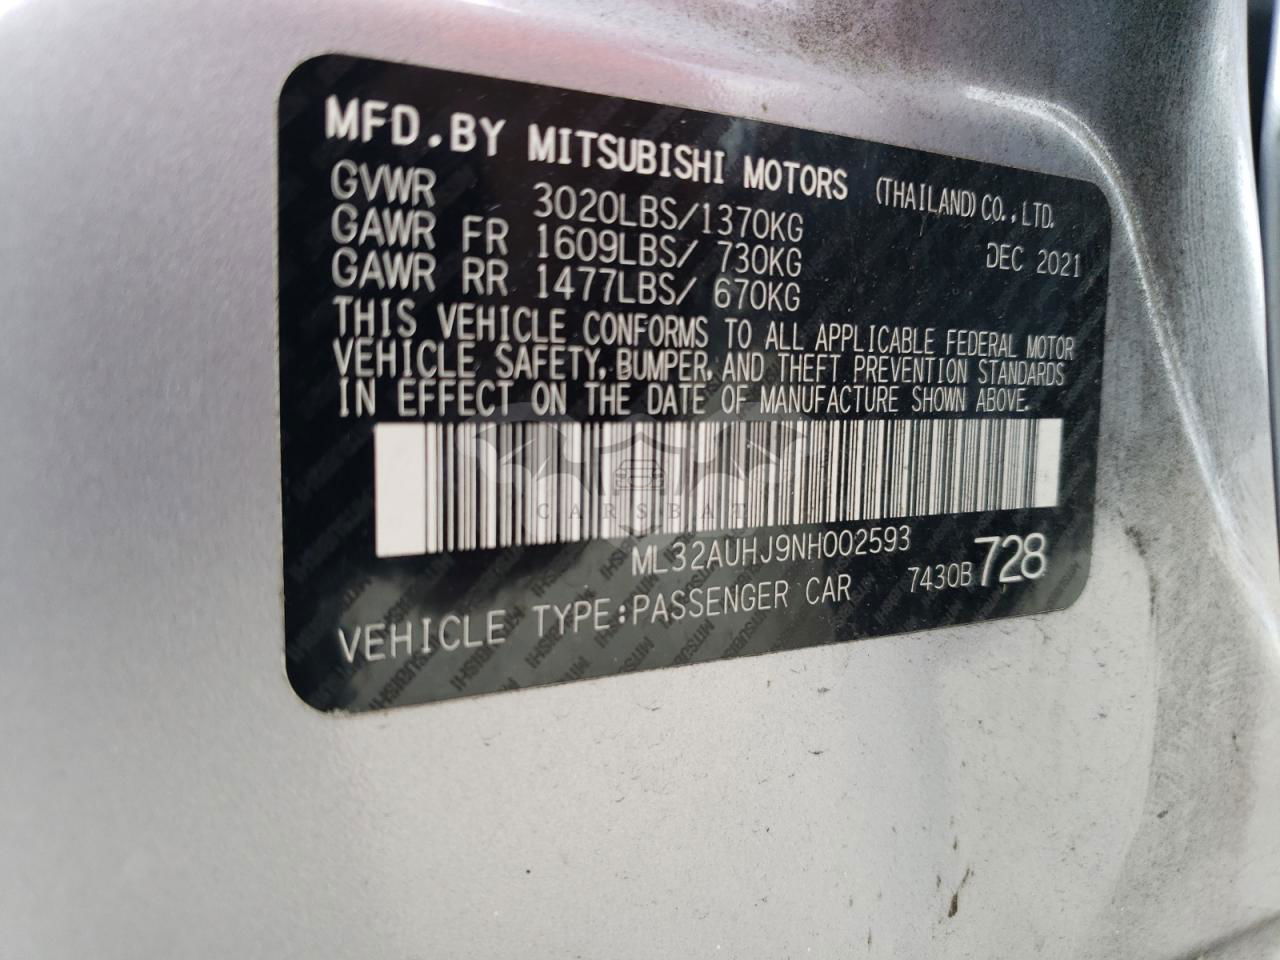 MFD.BY MITSUBISHI MOTORS (THAILAND) CO.,LTD.
GVWR 3020LBS/1370KG DEC 2021
GAWR FR 1609LBS/ 730KG
GAWR RR 1477LBS/ 670KG
THIS VEHICLE CONFORMS TO ALL APPLICABLE FEDERAL MOTOR
VEHICLE SAFETY, BUMPER, AND THEFT PREVENTION STANDARDS
IN EFFECT ON THE DATE OF MANUFACTURE SHOWN ABOVE.
CARSBAT
ML32AUHJ9NH002593
VEHICLE TYPE:PASSENGER CAR 7430B 728